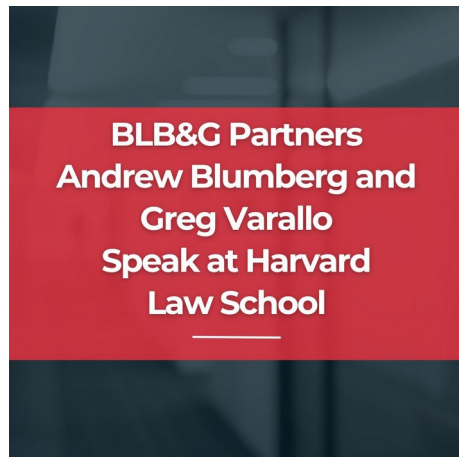 BLB&G Partners
Andrew Blumberg and
Greg Varallo
Speak at Harvard
Law School